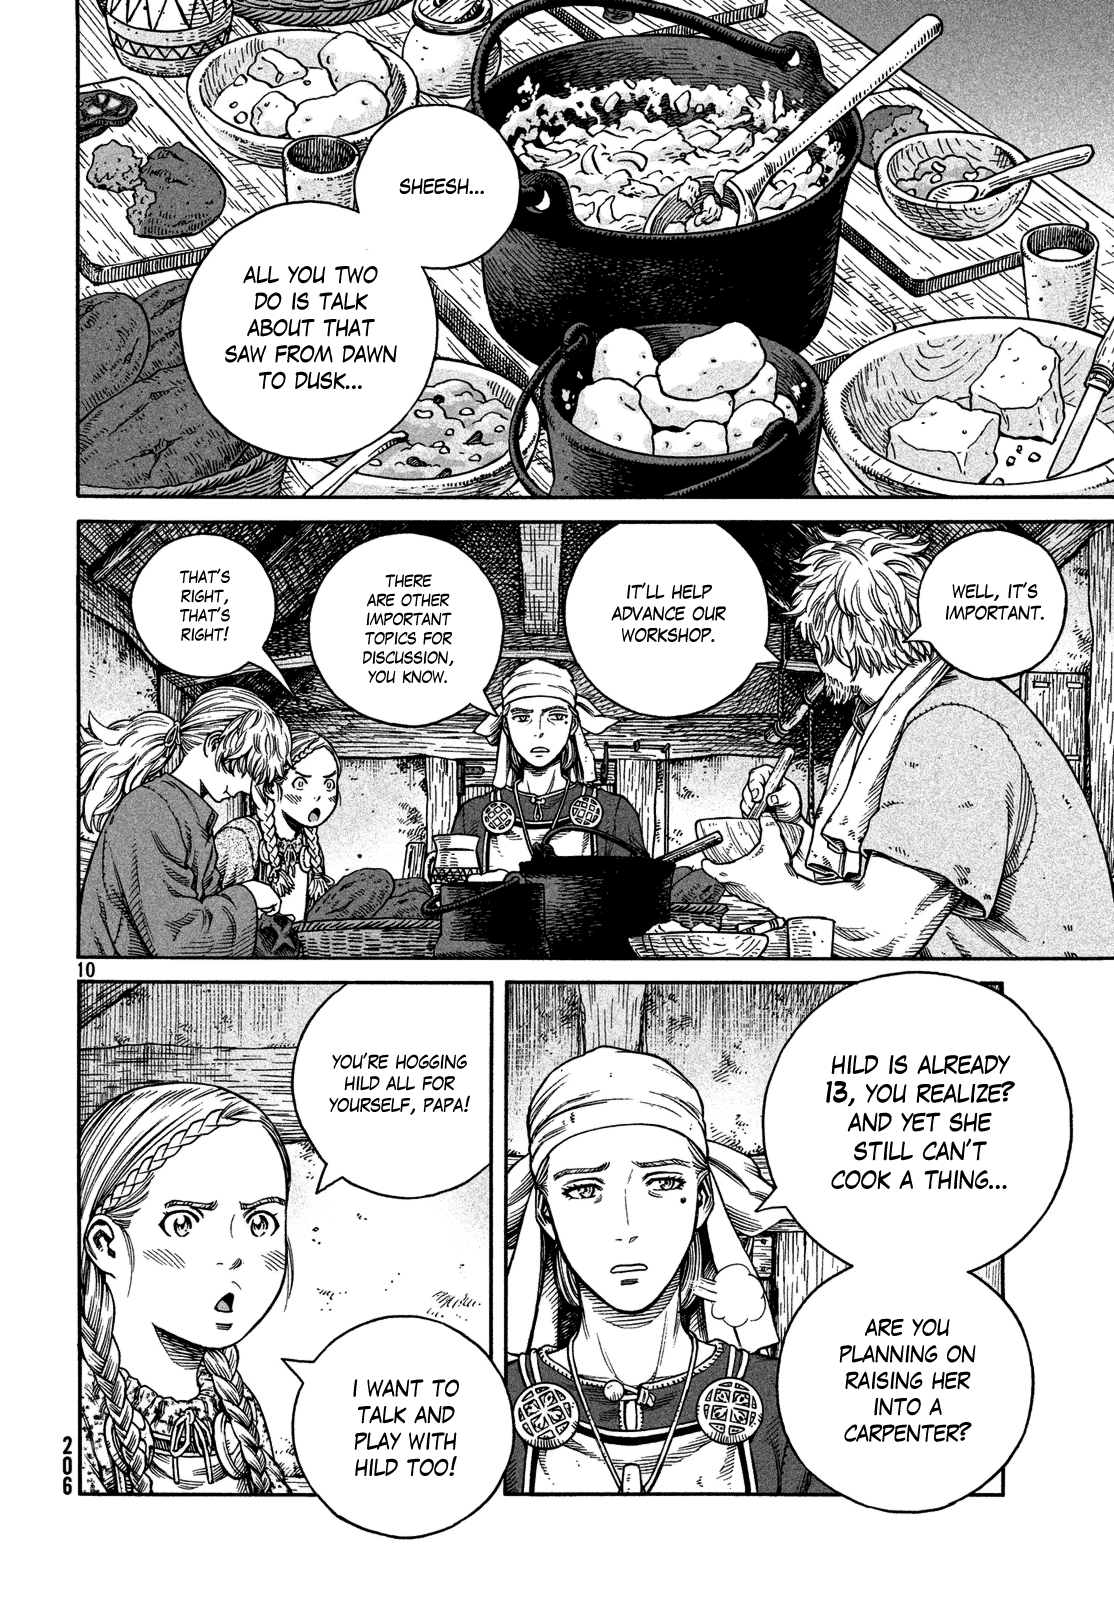 SHEESH...
ALL YOU TWO
DO IS TALK
ABOUT THAT
SAW FROM DAWN
TO DUSK...
WELL, IT'S
IMPORTANT.
IT'LL HELP
ADVANCE OUR
WORKSHOP.
THERE
ARE OTHER
IMPORTANT
TOPICS FOR
DISCUSSION,
YOU KNOW.
THAT'S
RIGHT,
THAT'S
RIGHT!
10
HILD IS ALREADY
13, YOU REALIZE?
AND YET SHE
STILL CAN'T
COOK A THING...
ARE YOU
PLANNING ON
RAISING HER
INTO A
CARPENTER?
YOU'RE HOGGING
HILD ALL FOR
YOURSELF, PAPA!
I WANT TO
TALK AND
PLAY WITH
HILD TOO!
206